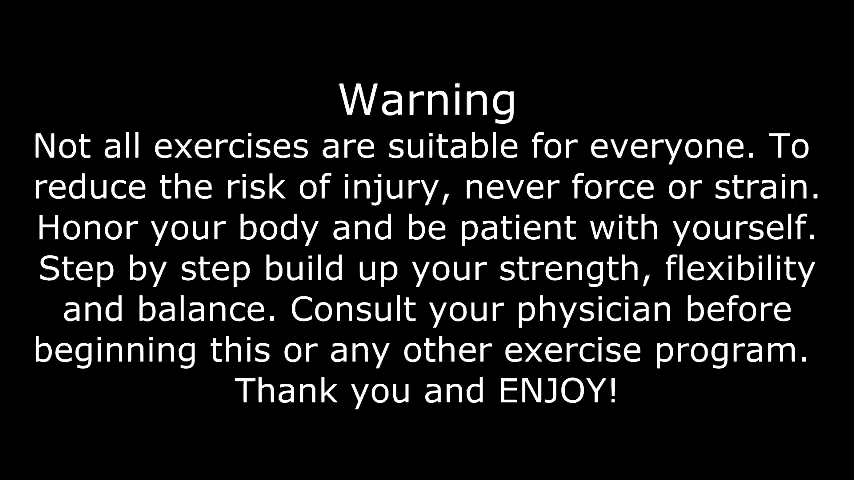 Warning
Not all exercises are suitable for everyone. To
reduce the risk of injury, never force or strain.
Honor your body and be patient with yourself.
Step by step build up your strength, flexibility
and balance. Consult your physician before
beginning this or any other exercise program.
Thank you and ENJOY!